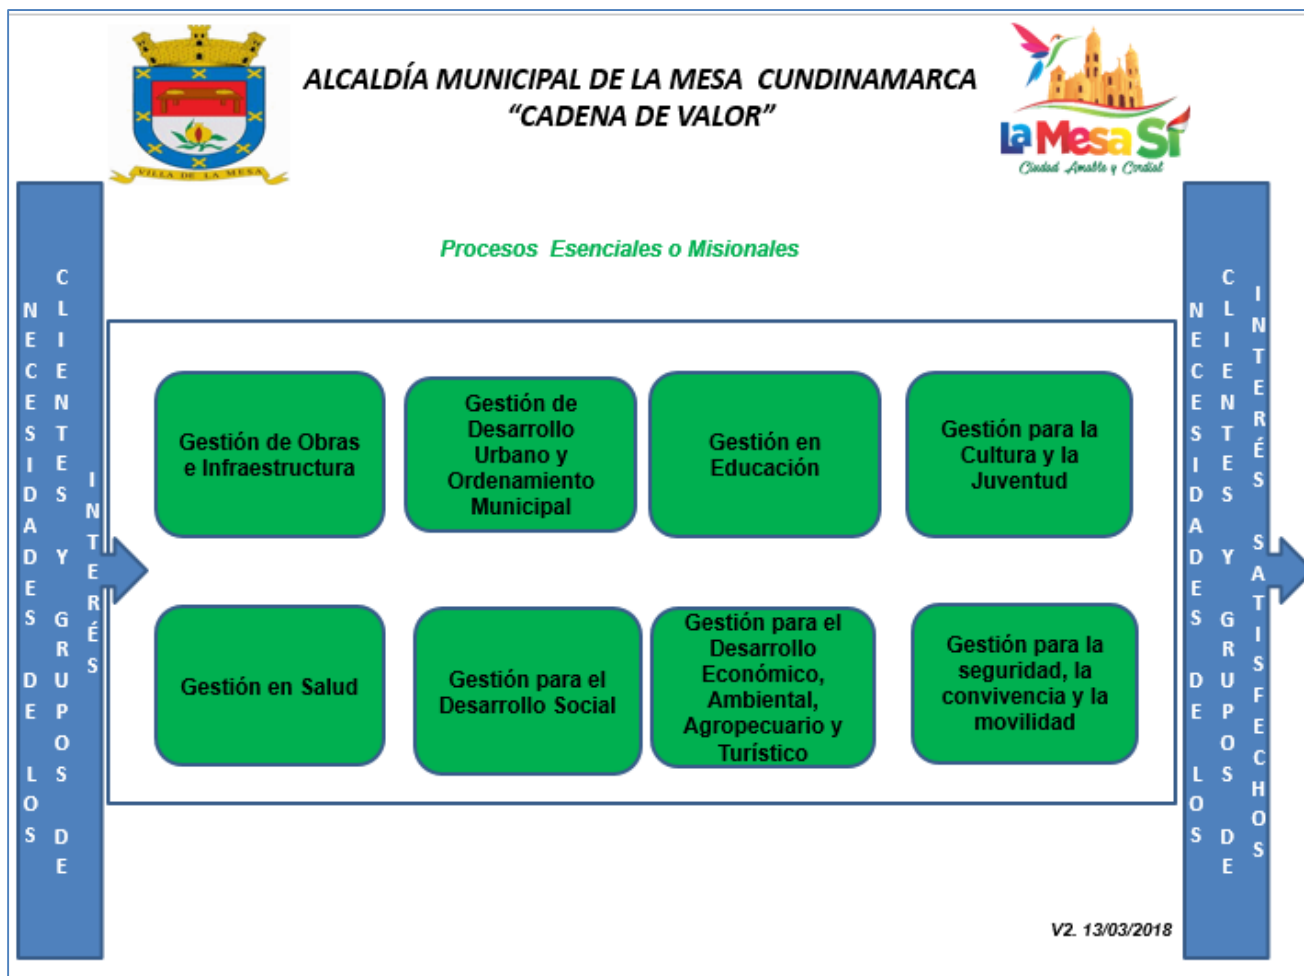 ALCALDÍA MUNICIPAL DE LA MESA CUNDINAMARCA
“CADENA DE VALOR”
VILLA DE LA MESA
La Mesa Sí
Ciudad Amable y Cordial
Procesos Esenciales o Misionales
NECESIDADES DE LOS
CLIENTES Y GRUPOS DE
INTERÉS
Gestión de Obras
e Infraestructura
Gestión de
Desarrollo
Urbano y
Ordenamiento
Municipal
Gestión en
Educación
Gestión para la
Cultura y la
Juventud
Gestión en Salud
Gestión para el
Desarrollo Social
Gestión para el
Desarrollo
Económico,
Ambiental,
Agropecuario y
Turístico
Gestión para la
seguridad, la
convivencia y la
movilidad
NECESIDADES DE LOS
CLIENTES Y GRUPOS DE
INTERÉS SATISFECHOS
V2. 13/03/2018